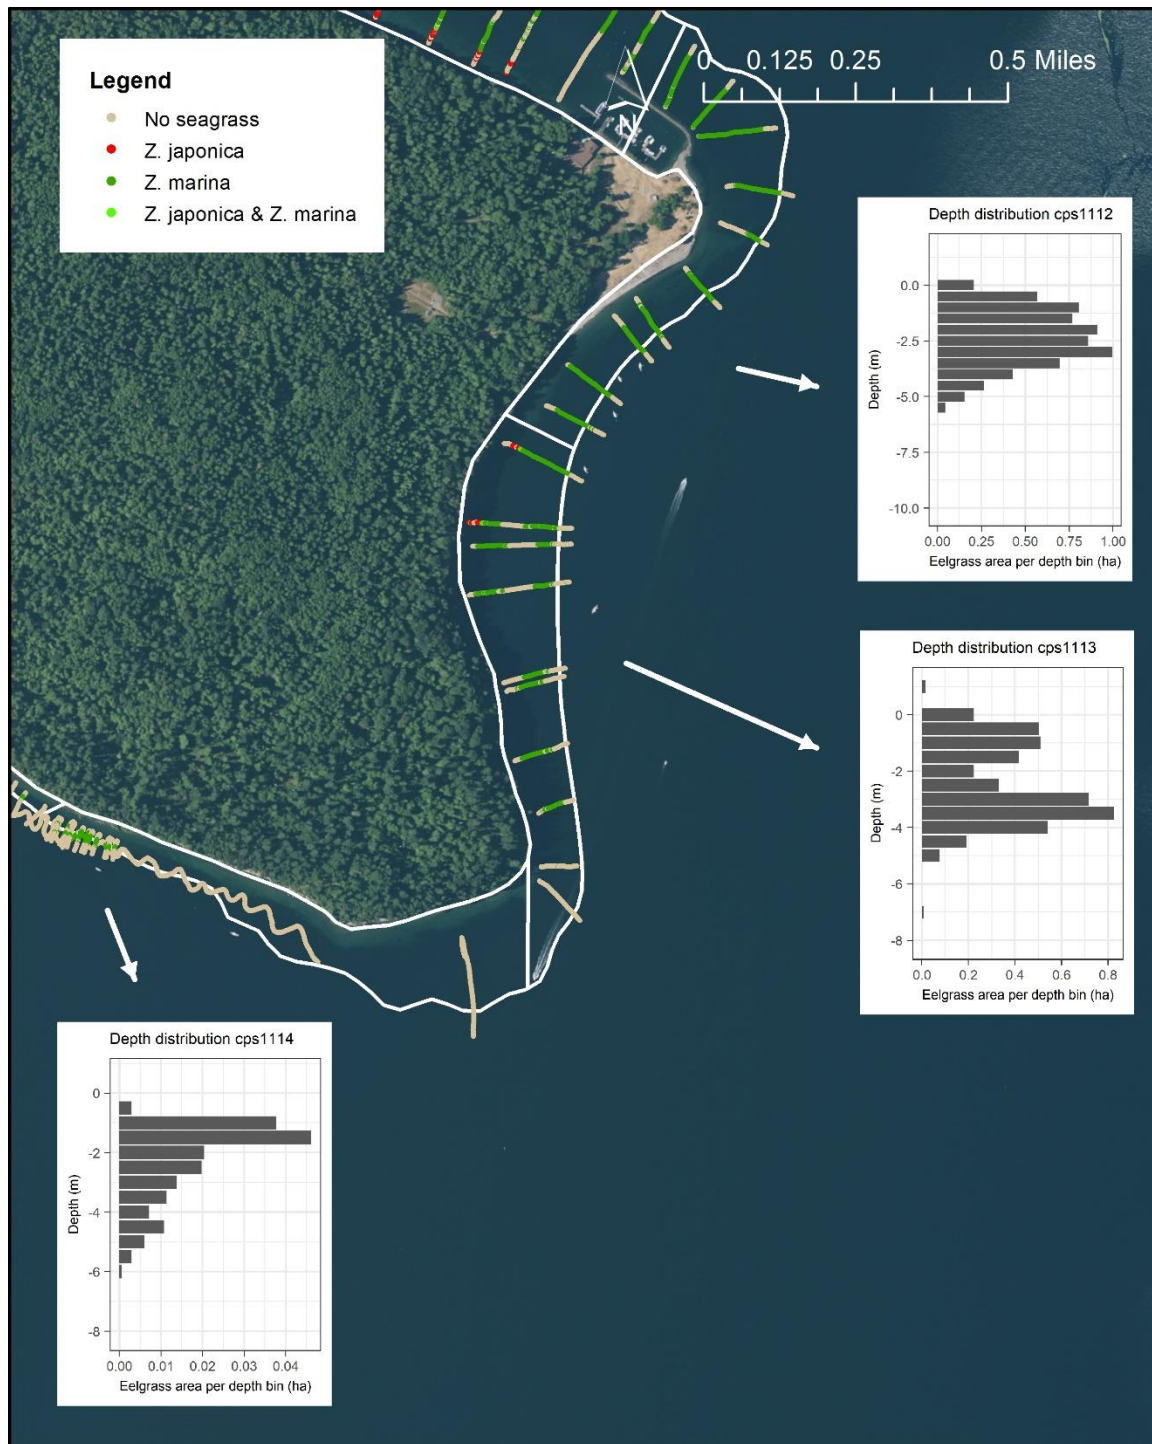 Legend
No seagrass
Z. japonica
Z. marina
Z. japonica & Z. marina
0 0.125 0.25 0.5 Miles
N
Depth distribution cps1112
0.0
-2.5
-5.0
-7.5
-10.0
Depth (m)
0.00 0.25 0.50 0.75 1.00
Eelgrass area per depth bin (ha)
Depth distribution cps1113
0
-2
-4
-6
-8
Depth (m)
0.0 0.2 0.4 0.6 0.8
Eelgrass area per depth bin (ha)
Depth distribution cps1114
0
-2
-4
-6
-8
Depth (m)
0.00 0.01 0.02 0.03 0.04
Eelgrass area per depth bin (ha)